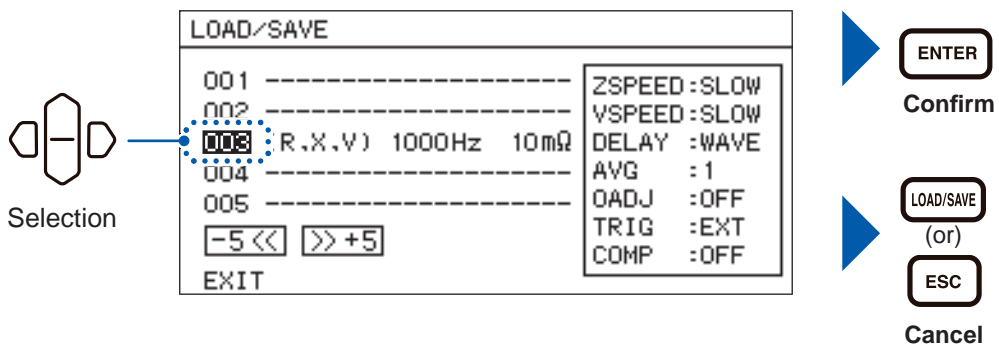 LOAD/SAVE
001 --------------------
002 --------------------
003 R.X.V) 1000Hz 10mΩ
004 --------------------
005 --------------------
-5 << >> +5
EXIT
ZSPEED:SLOW
VSPEED:SLOW
DELAY :WAVE
AVG :1
OADJ :OFF
TRIG :EXT
COMP :OFF
Selection
ENTER
Confirm
LOAD/SAVE
(or)
ESC
Cancel